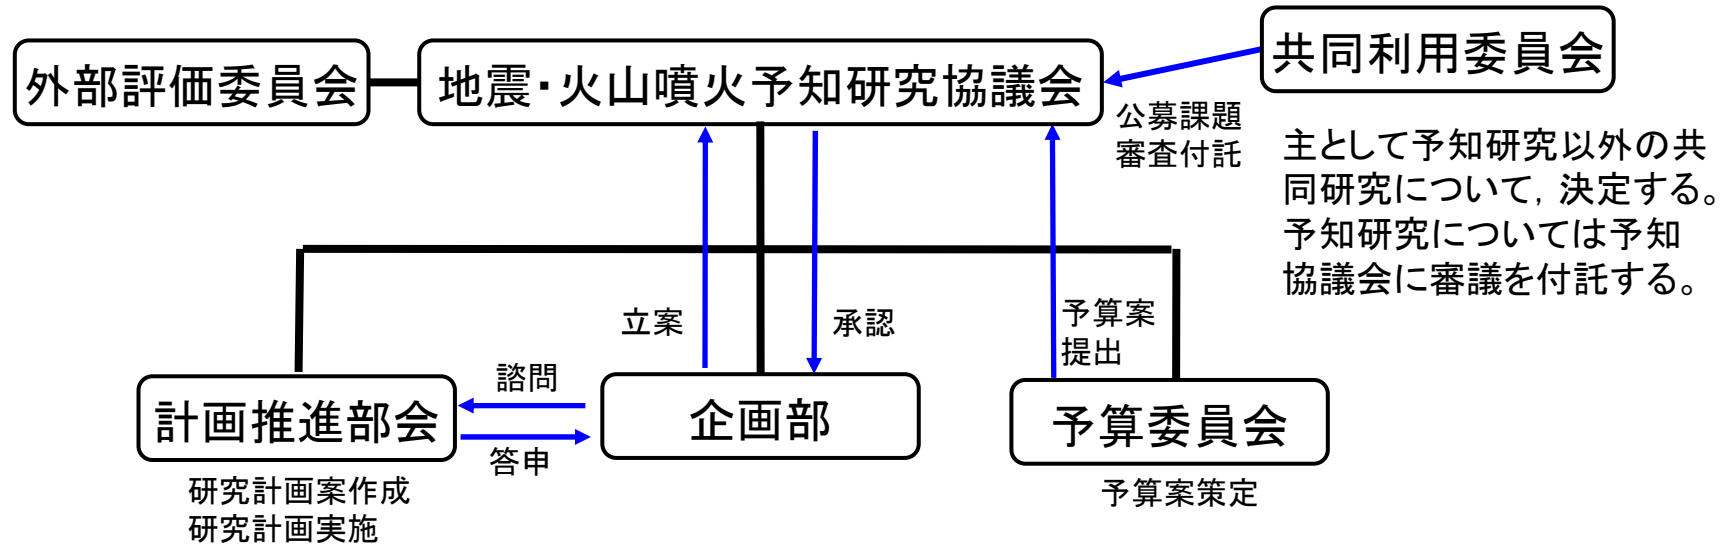 外部評価委員会
地震・火山噴火予知研究協議会
共同利用委員会
公募課題
審査付託
主として予知研究以外の共
同研究について，決定する。
予知研究については予知
協議会に審議を付託する。
立案
承認
予算案
提出
諮問
答申
計画推進部会
企画部
予算委員会
研究計画案作成
研究計画実施
予算案策定